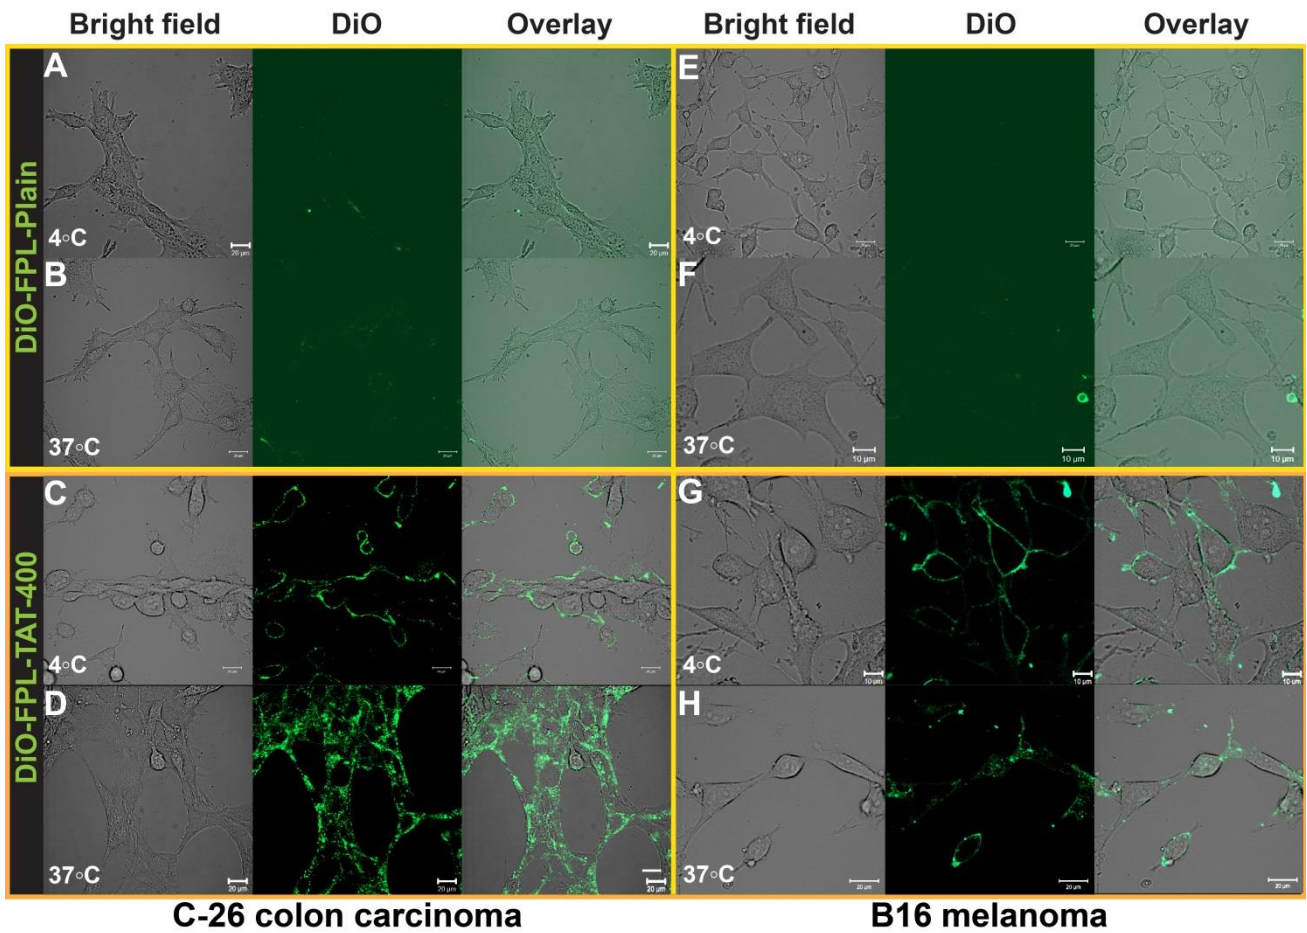 Bright field DiO Overlay Bright field DiO Overlay
DiO-FPL-Plain
A
4°C
20 µm
20 µm
E
B
37°C
F
37°C
10 µm
10 µm
10 µm
4°C
DiO-FPL-TAT-400
C
4°C
G
4°C
10 µm
10 µm
10 µm
D
37°C
20 µm
20 µm
20 µm
H
37°C
20 µm
20 µm
20 µm
C-26 colon carcinoma B16 melanoma